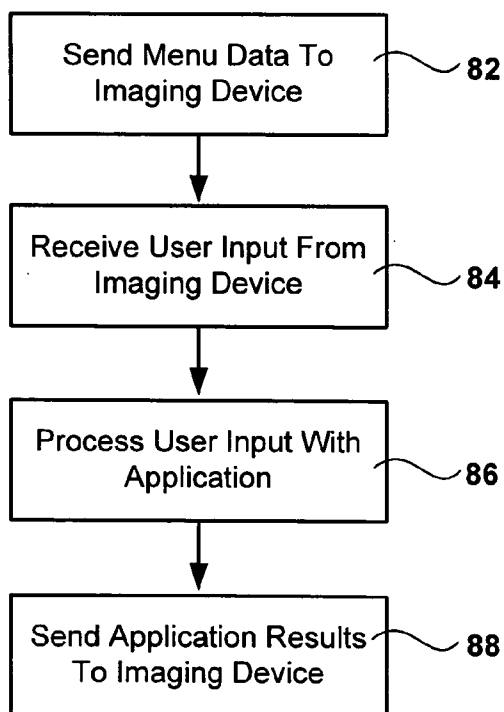 Send Menu Data To
Imaging Device
82
Receive User Input From
Imaging Device
84
Process User Input With
Application
86
Send Application Results
To Imaging Device
88